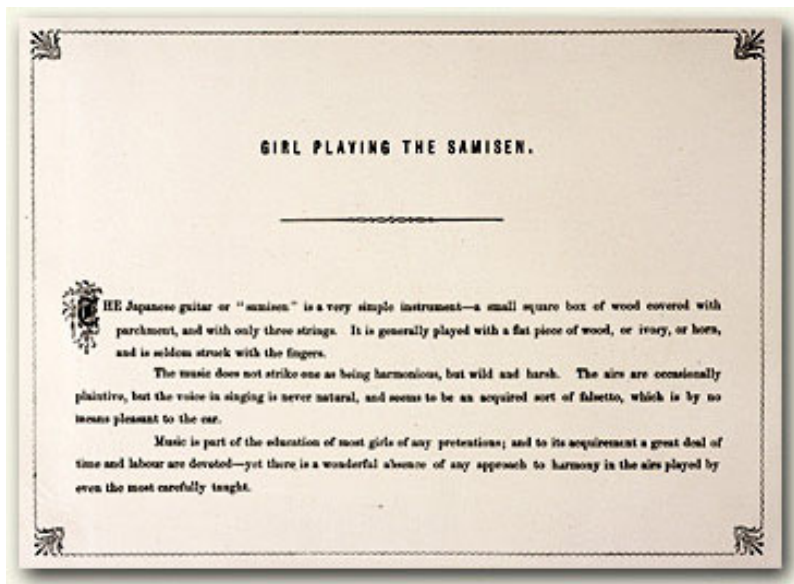 GIRL PLAYING THE SAMISEN.
THE Japanese guitar or "samisen" is a very simple instrument—a small square box of wood covered with
parchment, and with only three strings. It is generally played with a flat piece of wood, or ivory, or horn,
and is seldom struck with the fingers.
The music does not strike one as being harmonious, but wild and harsh. The airs are occasionally
plaintive, but the voice in singing is never natural, and seems to be an acquired sort of falsetto, which is by no
means pleasant to the ear.
Music is part of the education of most girls of any pretentions; and to its acquirement a great deal of
time and labour are devoted—yet there is a wonderful absence of any approach to harmony in the airs played by
even the most carefully taught.